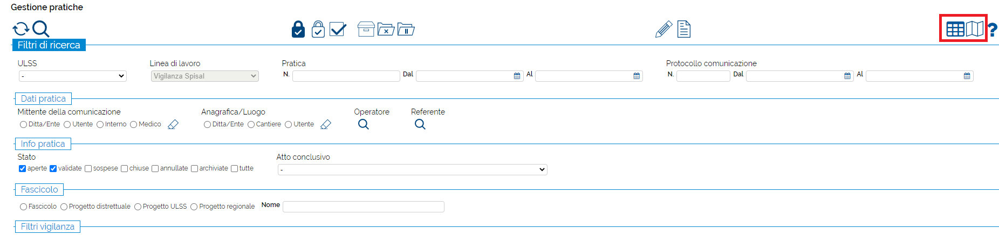 Gestione pratiche
?
Filtri di ricerca
ULSS Linea di lavoro Pratica Protocollo comunicazione
- Vigilanza Spisal N. Dal Al N. Dal Al
Dati pratica
Mittente della comunicazione Anagrafica/Luogo Operatore Referente
Ditta/Ente Utente Interno Medico Ditta/Ente Cantiere Utente
Info pratica
Stato Atto conclusivo
aperte validate sospese chiuse annullate archiviate tutte -
Fascicolo
Fascicolo Progetto distrettuale Progetto ULSS Progetto regionale Nome
Filtri vigilanza